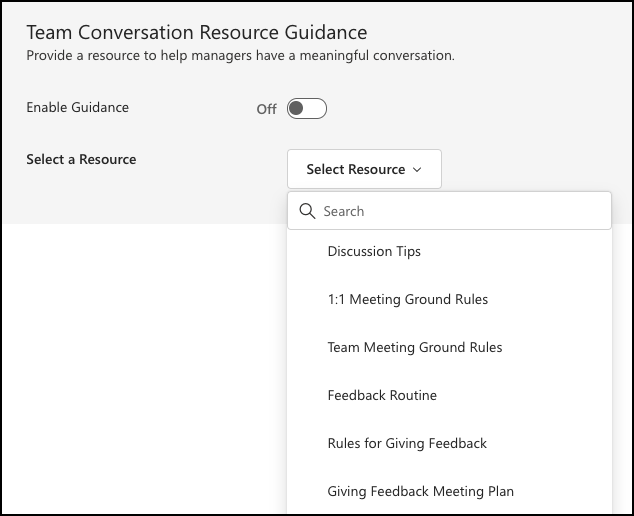 Team Conversation Resource Guidance
Provide a resource to help managers have a meaningful conversation.
Enable Guidance
Off
Select a Resource
Select Resource
Search
Discussion Tips
1:1 Meeting Ground Rules
Team Meeting Ground Rules
Feedback Routine
Rules for Giving Feedback
Giving Feedback Meeting Plan